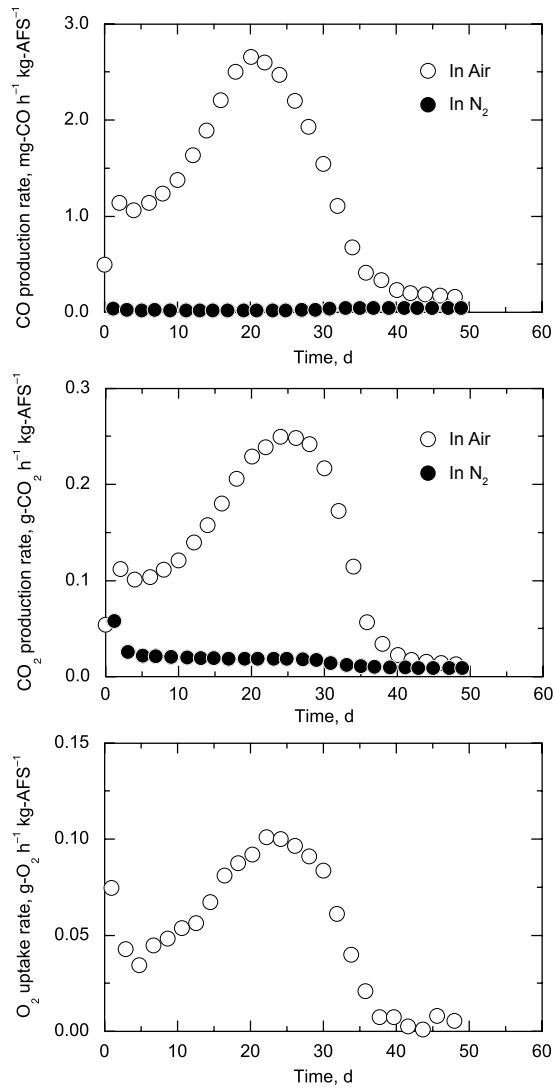 CO production rate, mg-CO h⁻¹ kg-AFS⁻¹
3.0
2.0
1.0
0.0
In Air
In N₂
0 10 20 30 40 50 60
Time, d
CO₂ production rate, g-CO₂ h⁻¹ kg-AFS⁻¹
0.3
0.2
0.1
0.0
In Air
In N₂
0 10 20 30 40 50 60
Time, d
O₂ uptake rate, g-O₂ h⁻¹ kg-AFS⁻¹
0.15
0.10
0.05
0.00
0 10 20 30 40 50 60
Time, d